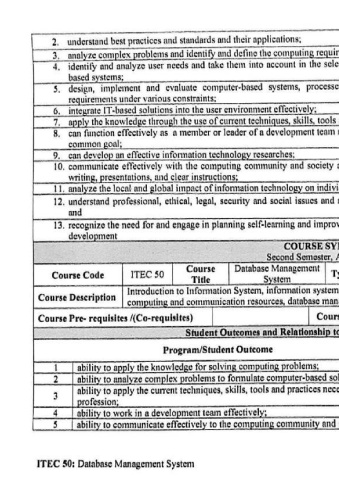 2. understand best practices and standards and their applications;
3. analyze complex problems and identify and define the computing requir
4. identify and analyze user needs and take them into account in the sele
based systems;
5. design, implement and evaluate computer-based systems, processe
requirements under various constraints;
6. integrate IT-based solutions into the user environment effectively;
7. apply the knowledge through the use of current techniques, skills, tools
8. can function effectively as a member or leader of a development team
common goal;
9. can develop an effective information technology researches;
10. communicate effectively with the computing community and society
writing, presentations, and clear instructions;
11. analyze the local and global impact of information technology on indivi
12. understand professional, ethical, legal, security and social issues and
and
13. recognize the need for and engage in planning self-learning and improv
development
COURSE SY
Second Semester, A
Course Code ITEC 50 Course Title Database Management System T
Course Description Introduction to Information System, information system
computing and communication resources, database man
Course Pre- requisites /(Co-requisites) Cour
Student Outcomes and Relationship to
Program/Student Outcome
1 ability to apply the knowledge for solving computing problems;
2 ability to analyze complex problems to formulate computer-based sol
3 ability to apply the current techniques, skills, tools and practices nece
profession;
4 ability to work in a development team effectively;
5 ability to communicate effectively to the computing community and
ITEC 50: Database Management System